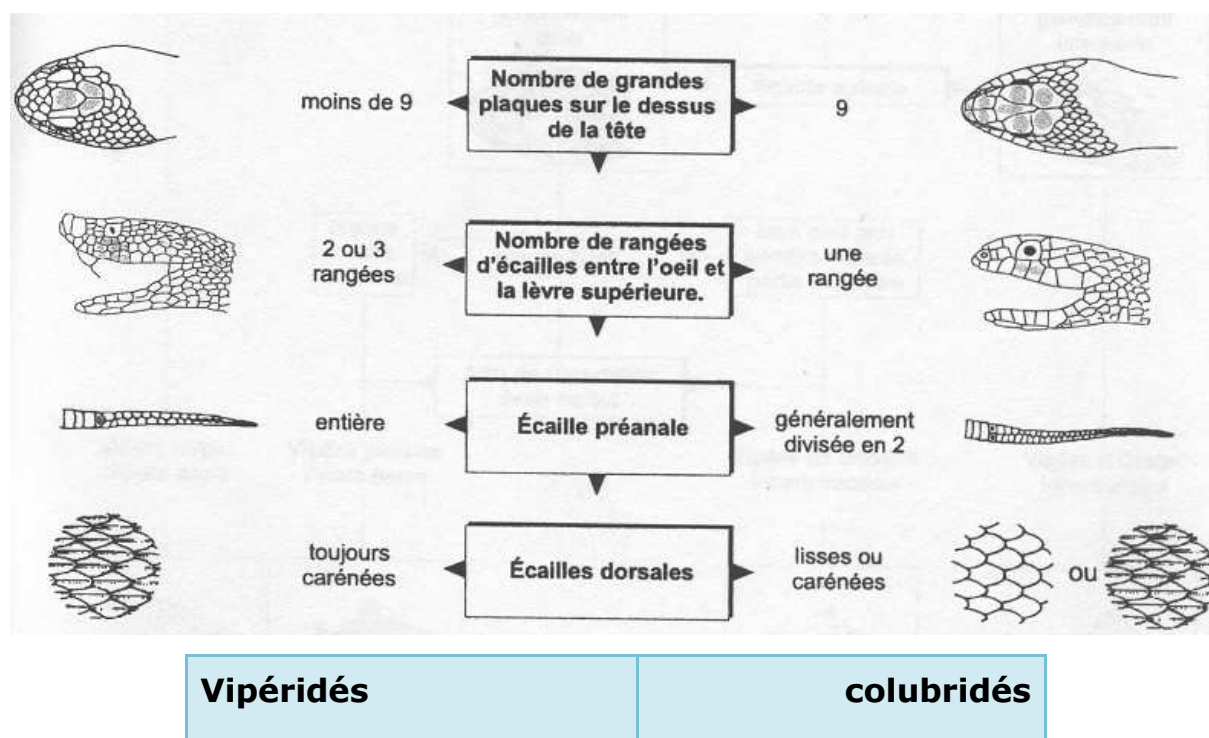 moins de 9
Nombre de grandes
plaques sur le dessus
de la tête
9
2 ou 3
rangées
Nombre de rangées
d'écailles entre l'oeil et
la lèvre supérieure.
une
rangée
entière
Écaille préanale
généralement
divisée en 2
toujours
carénées
Écailles dorsales
lisses ou
carénées
ou
Vipéridés
colubridés